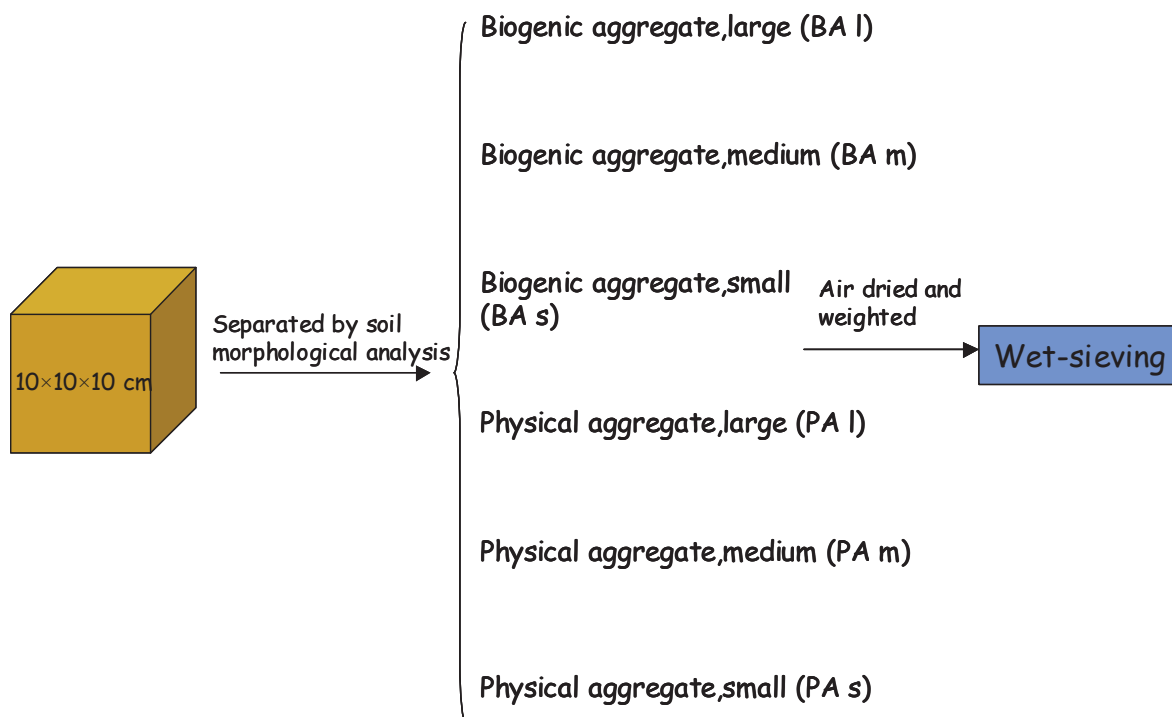 Biogenic aggregate,large (BA l)
Biogenic aggregate,medium (BA m)
Biogenic aggregate,small
(BA s)
Air dried and
weighted
Separated by soil
morphological analysis
Wet-sieving
10×10×10 cm
Physical aggregate,large (PA l)
Physical aggregate,medium (PA m)
Physical aggregate,small (PA s)